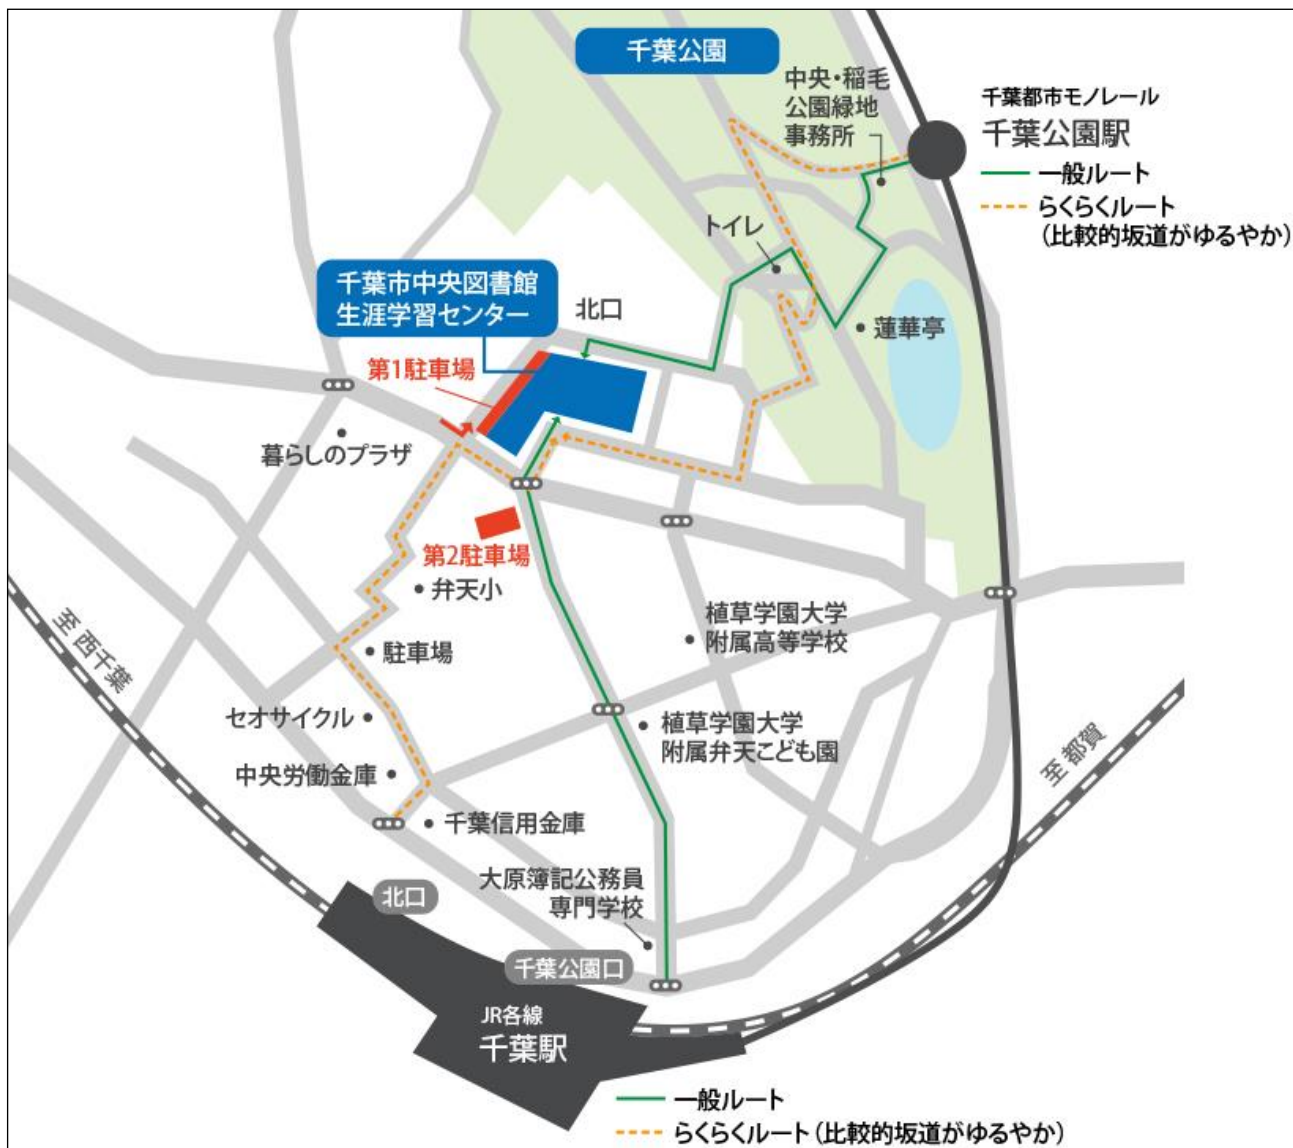 千葉公園
中央・稲毛
公園緑地
事務所
千葉都市モノレール
千葉公園駅
一般ルート
らくらくルート
（比較的坂道がゆるやか）
トイレ
千葉市中央図書館
生涯学習センター
北口
蓮華亭
第1駐車場
暮らしのプラザ
第2駐車場
弁天小
植草学園大学
附属高等学校
至 西千葉
駐車場
セオサイクル
植草学園大学
附属弁天こども園
至 都賀
中央労働金庫
千葉信用金庫
大原簿記公務員
専門学校
北口
千葉公園口
JR各線
千葉駅
一般ルート
らくらくルート（比較的坂道がゆるやか）